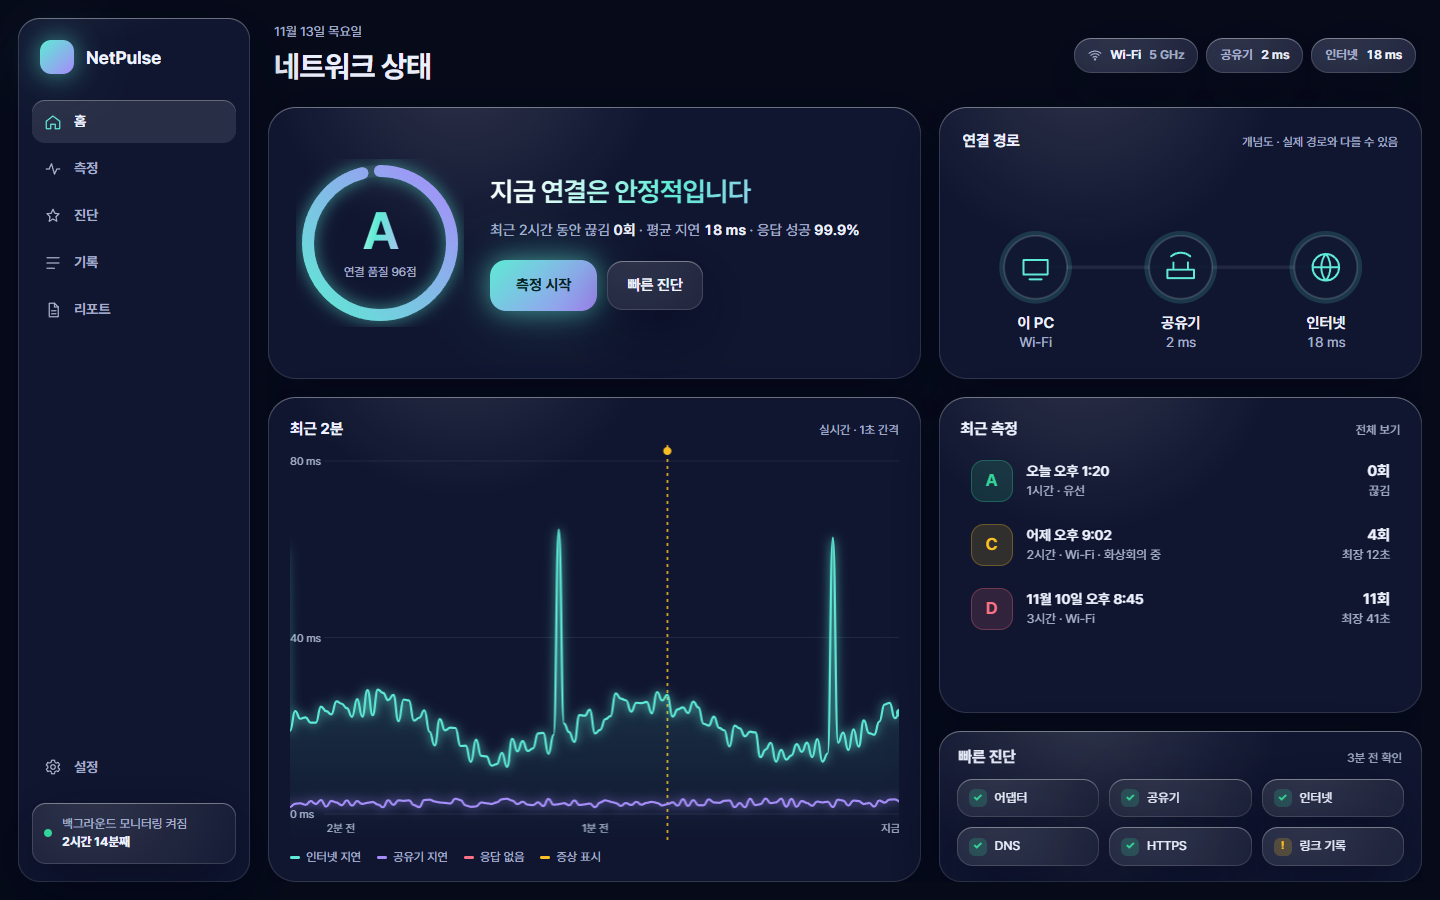 NetPulse
홈
측정
진단
기록
리포트
설정
백그라운드 모니터링 켜짐
2시간 14분째
11월 13일 목요일
네트워크 상태
Wi-Fi 5 GHz
공유기 2 ms
인터넷 18 ms
A
연결 품질 96점
지금 연결은 안정적입니다
최근 2시간 동안 끊김 0회 · 평균 지연 18 ms · 응답 성공 99.9%
측정 시작
빠른 진단
연결 경로
개념도 · 실제 경로와 다를 수 있음
이 PC
Wi-Fi
공유기
2 ms
인터넷
18 ms
최근 2분
실시간 · 1초 간격
80 ms
40 ms
0 ms
2분 전
1분 전
지금
인터넷 지연
공유기 지연
응답 없음
증상 표시
최근 측정
전체 보기
A
오늘 오후 1:20
1시간 · 유선
0회
끊김
C
어제 오후 9:02
2시간 · Wi-Fi · 화상회의 중
4회
최장 12초
D
11월 10일 오후 8:45
3시간 · Wi-Fi
11회
최장 41초
빠른 진단
3분 전 확인
어댑터
공유기
인터넷
DNS
HTTPS
! 링크 기록